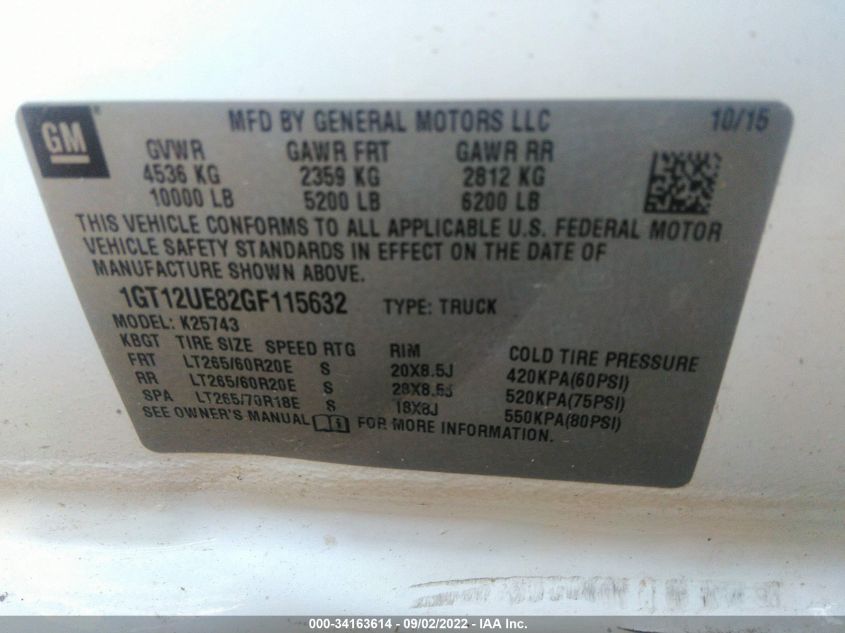 GM
MFD BY GENERAL MOTORS LLC 10/15
GVWR GAWR FRT GAWR RR
4536 KG 2359 KG 2812 KG
10000 LB 5200 LB 6200 LB
THIS VEHICLE CONFORMS TO ALL APPLICABLE U.S. FEDERAL MOTOR
VEHICLE SAFETY STANDARDS IN EFFECT ON THE DATE OF
MANUFACTURE SHOWN ABOVE.
1GT12UE82GF115632 TYPE: TRUCK
MODEL: K25743
KBGT TIRE SIZE SPEED RTG RIM COLD TIRE PRESSURE
FRT LT265/60R20E S 20X8.5J 420KPA(60PSI)
RR LT265/60R20E S 20X8.5J 520KPA(75PSI)
SPA LT265/70R18E S 18X8J 550KPA(80PSI)
SEE OWNER'S MANUAL FOR MORE INFORMATION.
000-34163614 - 09/02/2022 - IAA Inc.